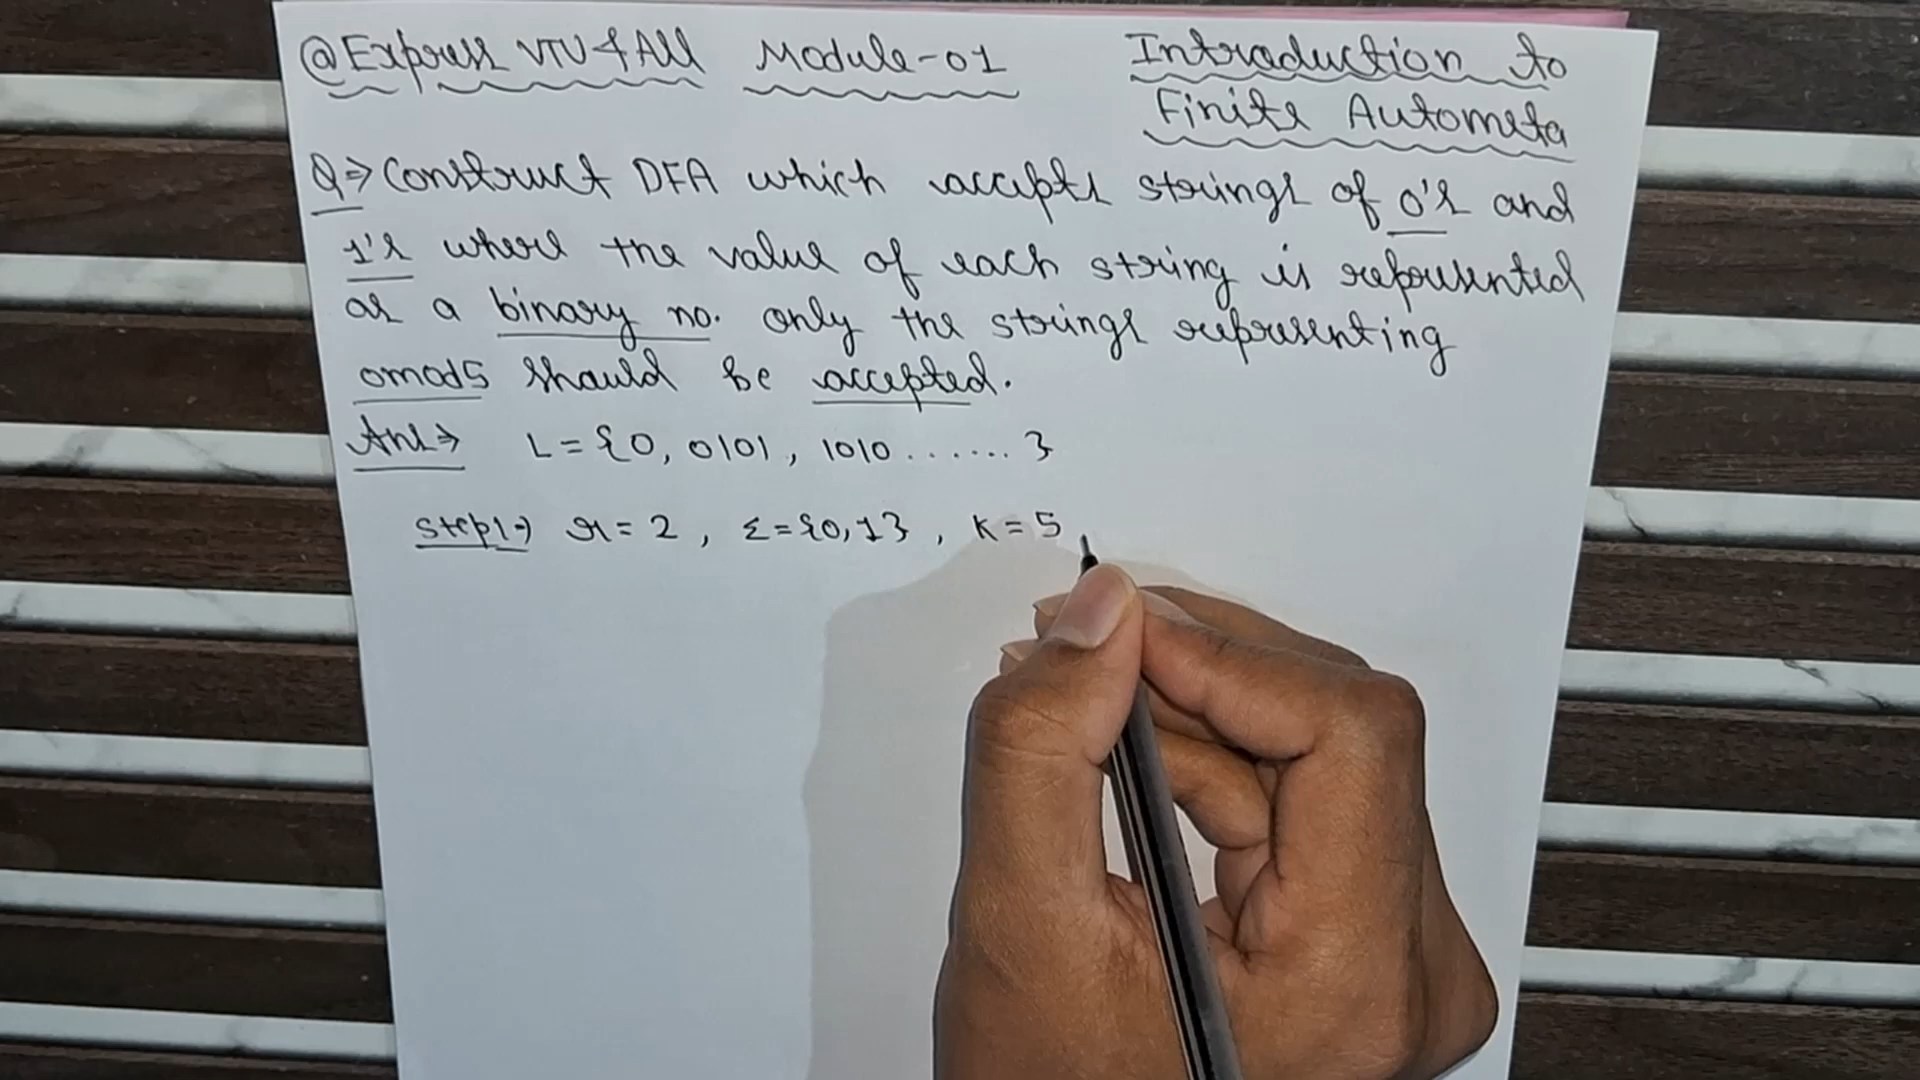 @Express VTU 4 All Module-01 Introduction to
Finite Autometa
Q⇒ Construct DFA which accepts strings of 0's and
1's where the value of each string is represented
as a binary no. only the strings representing
0mod5 should be accepted.
Ans⇒ L = {0, 0101, 1010 ...... }
Step1→ r = 2, Σ = {0,1}, K = 5,